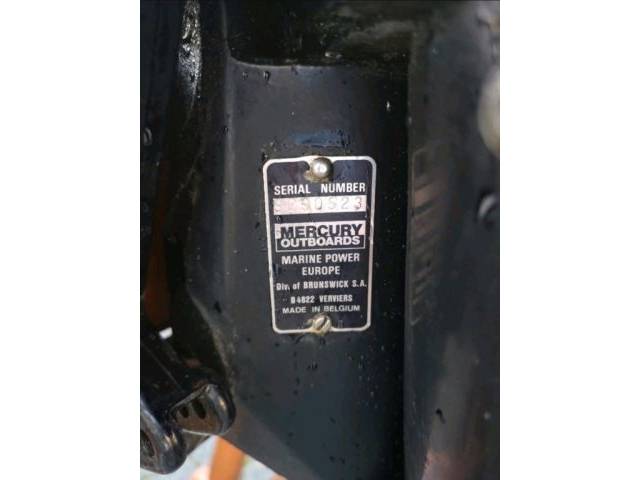 SERIAL NUMBER
MERCURY
OUTBOARDS
MARINE POWER
EUROPE
Div. of BRUNSWICK S.A.
B4822 VERVIERS
MADE IN BELGIUM